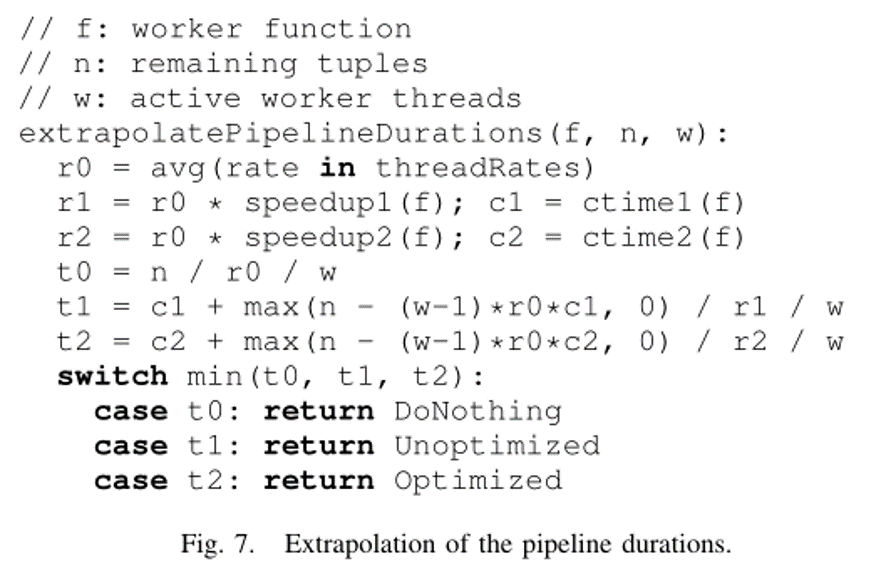 // f: worker function
// n: remaining tuples
// w: active worker threads
extrapolatePipelineDurations(f, n, w):
  r0 = avg(rate in threadRates)
  r1 = r0 * speedup1(f); c1 = ctime1(f)
  r2 = r0 * speedup2(f); c2 = ctime2(f)
  t0 = n / r0 / w
  t1 = c1 + max(n - (w-1)*r0*c1, 0) / r1 / w
  t2 = c2 + max(n - (w-1)*r0*c2, 0) / r2 / w
  switch min(t0, t1, t2):
    case t0: return DoNothing
    case t1: return Unoptimized
    case t2: return Optimized
Fig. 7. Extrapolation of the pipeline durations.